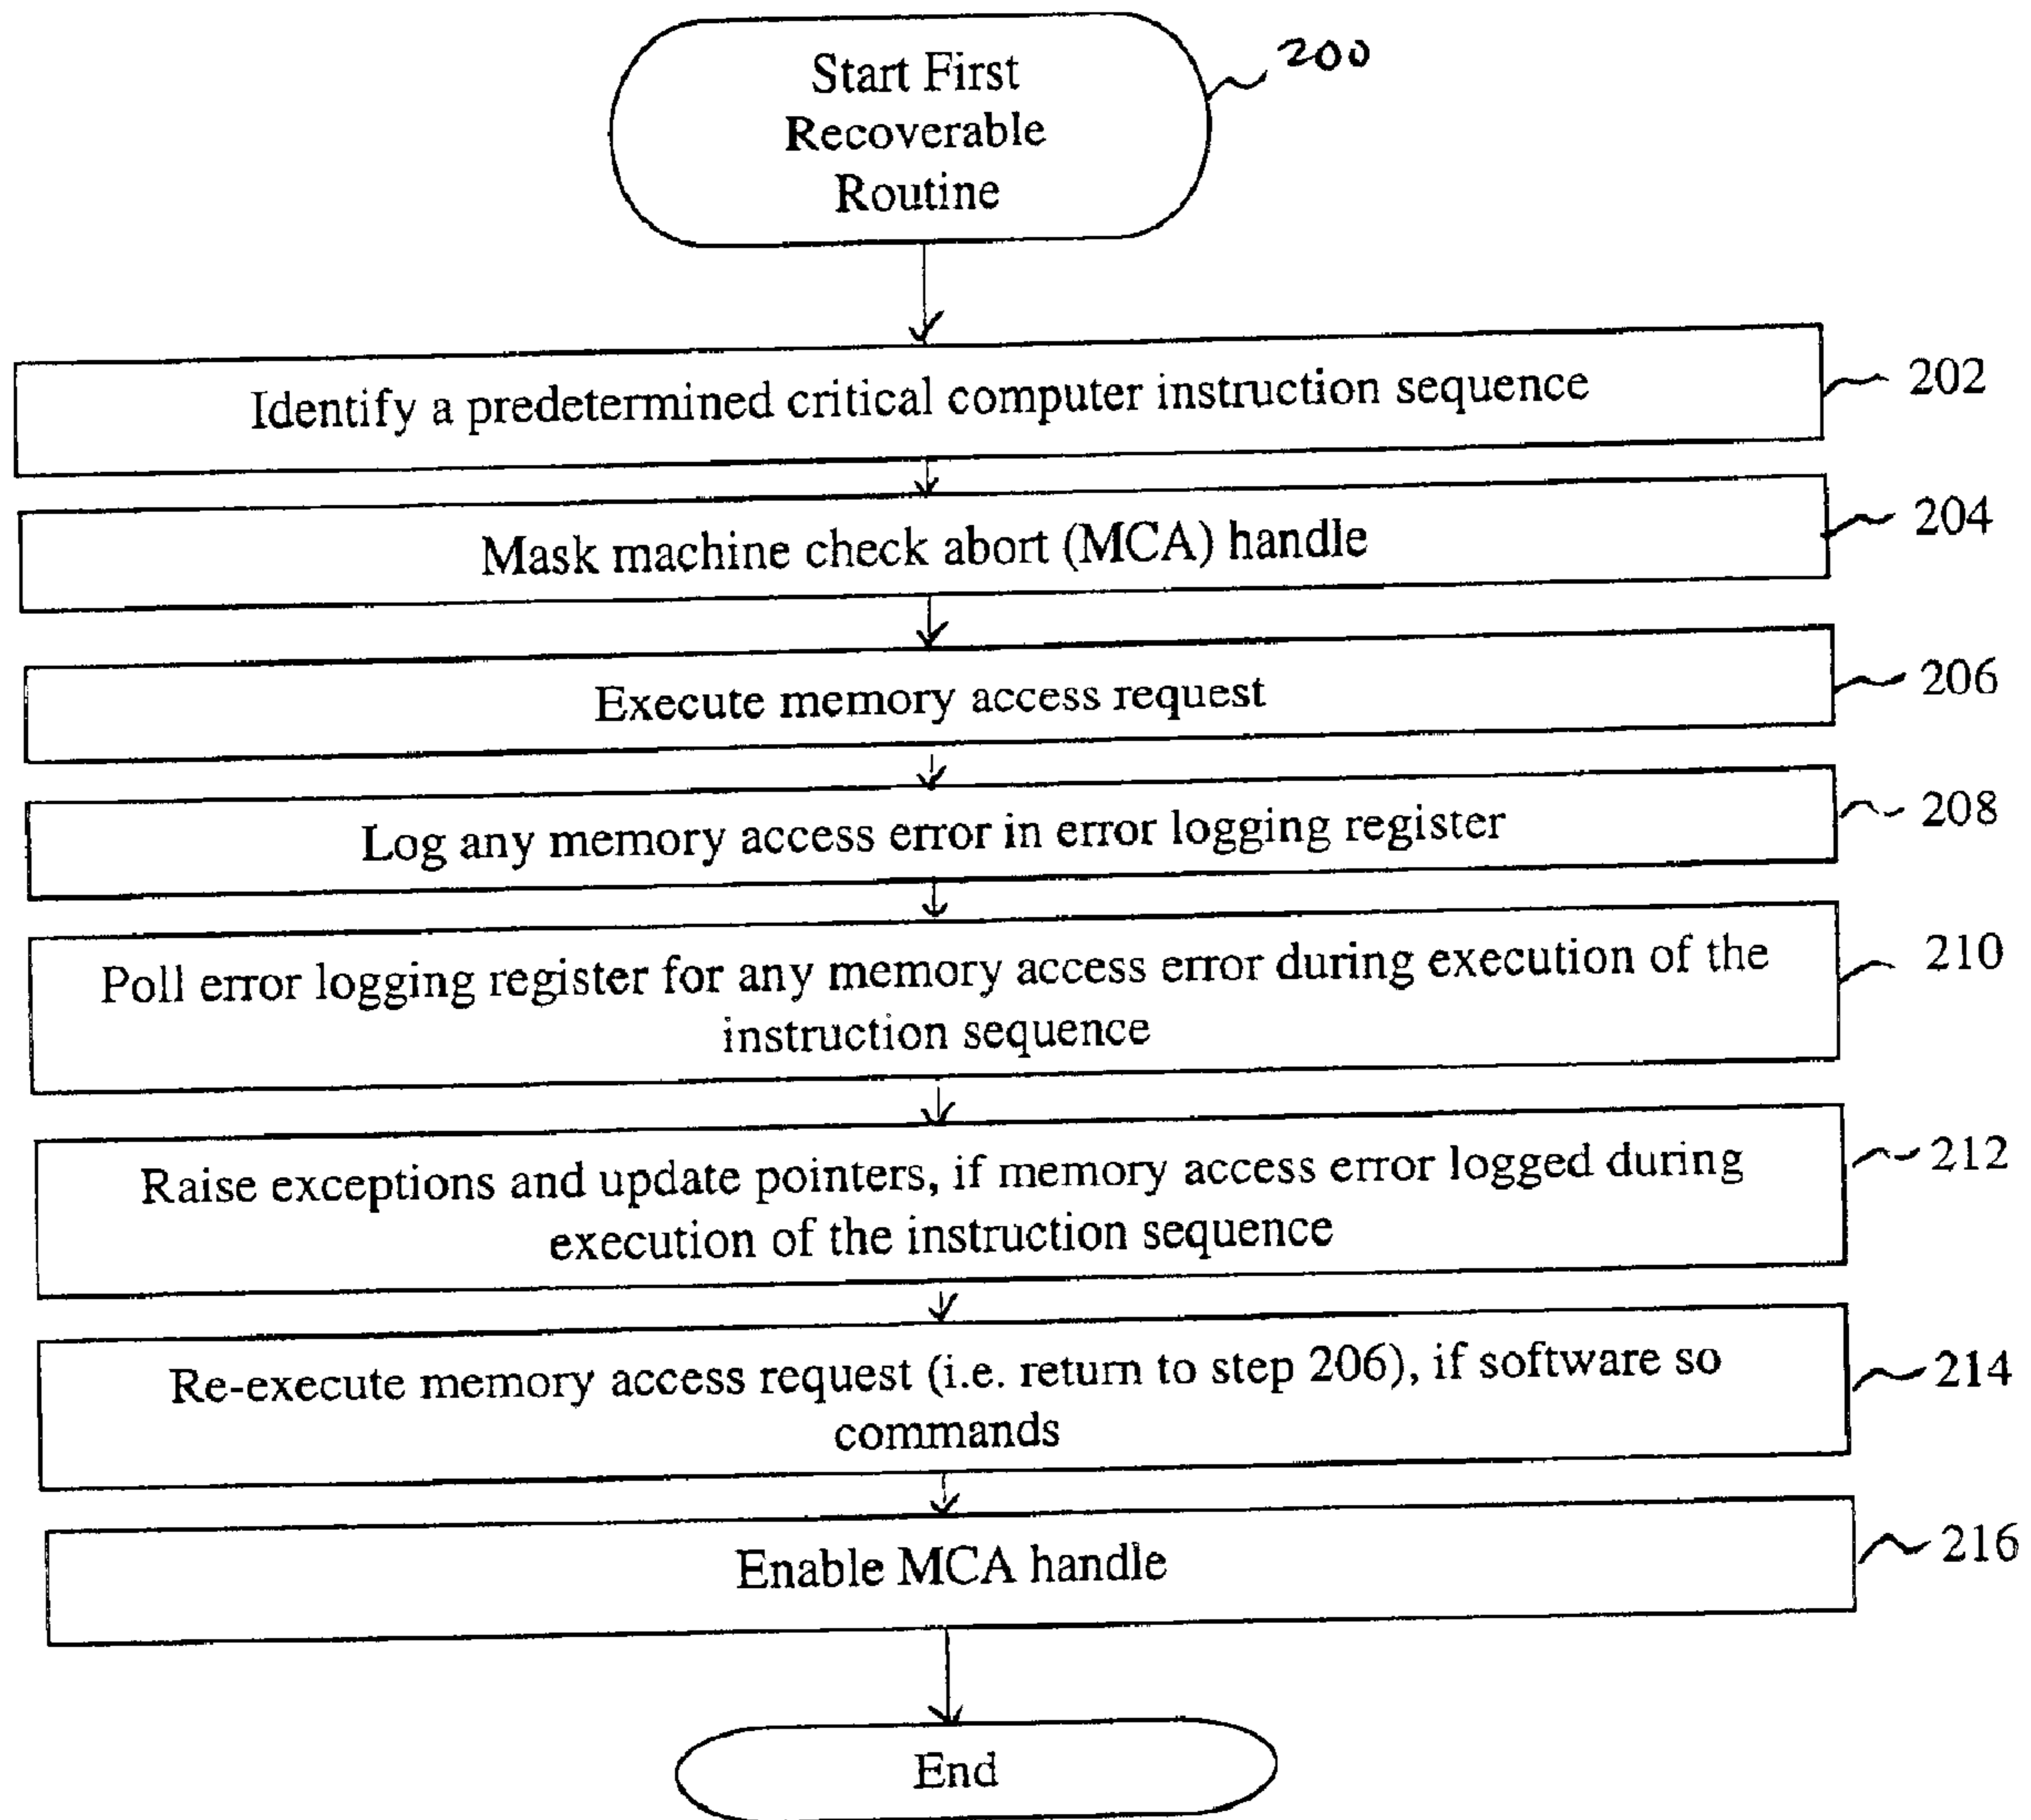 Start First
Recoverable
Routine
200
Identify a predetermined critical computer instruction sequence
202
Mask machine check abort (MCA) handle
204
Execute memory access request
206
Log any memory access error in error logging register
208
Poll error logging register for any memory access error during execution of the
instruction sequence
210
Raise exceptions and update pointers, if memory access error logged during
execution of the instruction sequence
212
Re-execute memory access request (i.e. return to step 206), if software so
commands
214
Enable MCA handle
216
End